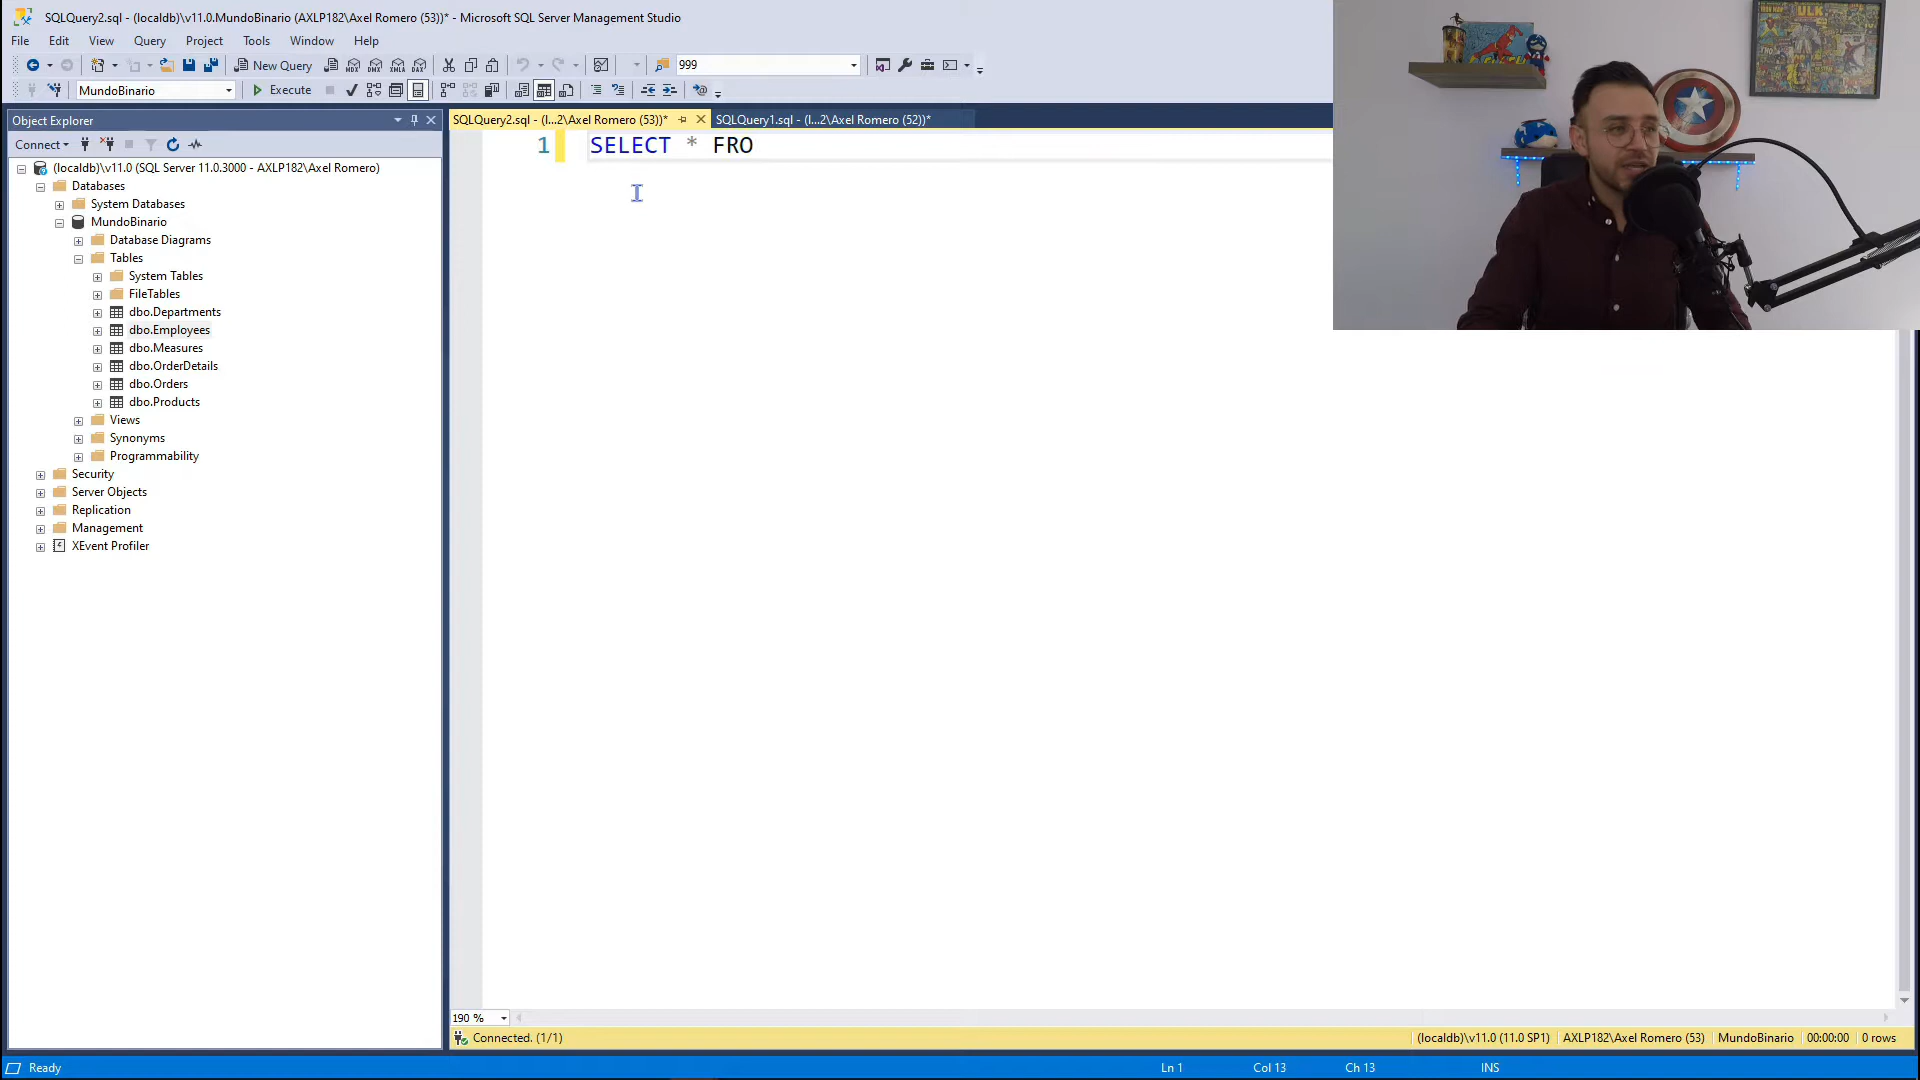 SQLQuery2.sql - (localdb)\v11.0.MundoBinario (AXLP182\Axel Romero (53))* - Microsoft SQL Server Management Studio
File Edit View Query Project Tools Window Help
New Query 999
MundoBinario Execute
Object Explorer
SQLQuery2.sql - (l...2\Axel Romero (53))* SQLQuery1.sql - (l...2\Axel Romero (52))*
Connect
1 SELECT * FRO
(localdb)\v11.0 (SQL Server 11.0.3000 - AXLP182\Axel Romero)
Databases
System Databases
MundoBinario
Database Diagrams
Tables
System Tables
FileTables
dbo.Departments
dbo.Employees
dbo.Measures
dbo.OrderDetails
dbo.Orders
dbo.Products
Views
Synonyms
Programmability
Security
Server Objects
Replication
Management
XEvent Profiler
190 %
Connected. (1/1) (localdb)\v11.0 (11.0 SP1) AXLP182\Axel Romero (53) MundoBinario 00:00:00 0 rows
Ready Ln 1 Col 13 Ch 13 INS